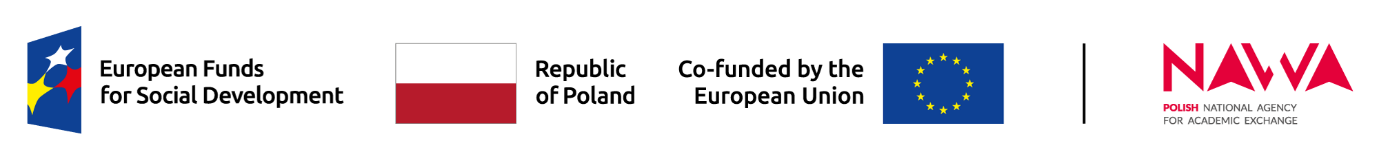 European Funds
for Social Development
Republic
of Poland
Co-funded by the
European Union
NAWA
POLISH NATIONAL AGENCY
FOR ACADEMIC EXCHANGE